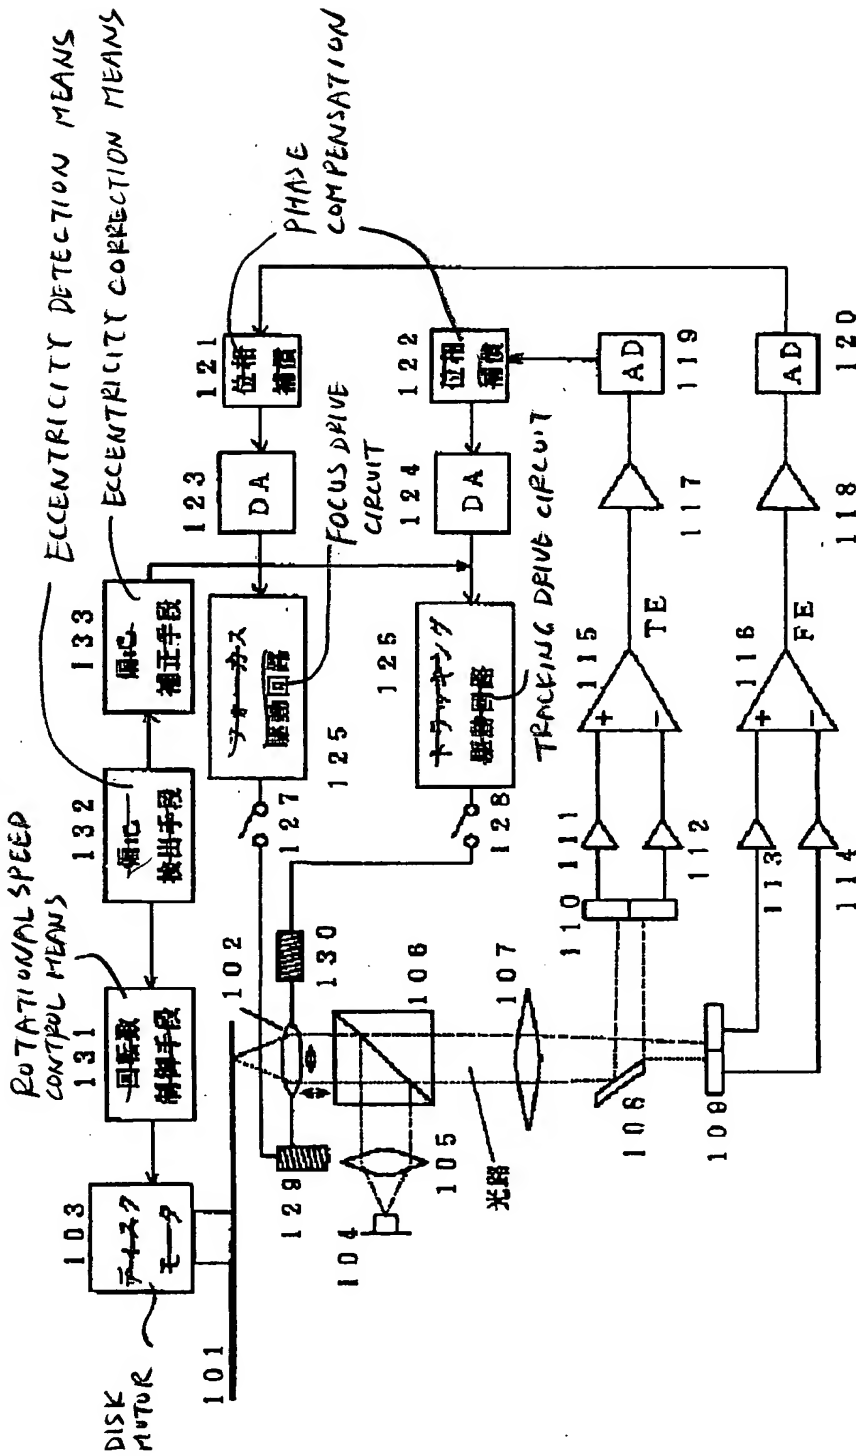 ECCENTRICITY DETECTION MEANS
ECCENTRICITY CORRECTION MEANS
ROTATIONAL SPEED
CONTROL MEANS
DISK
MOTOR
PHASE
COMPENSATION
FOCUS DRIVE
CIRCUIT
TRACKING DRIVE CIRCUIT
103
ディスク
モータ
131
回転数
制御手段
132
偏心
検出手段
133
偏心
補正手段
121
位相
補償
123
DA
122
位相
補償
124
DA
フォーカス
駆動回路
125
トラッキング
駆動回路
126
127
128
101
102
129
130
106
104
105
107
光路
108
109
110
111
112
113
114
115
+
-
TE
116
+
-
FE
117
118
AD
119
AD
120